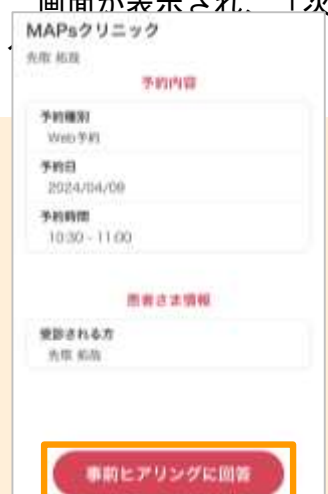 画面が表示され、「次
MAPsクリニック
先取 拓哉
予約内容
予約種別
Web予約
予約日
2024/04/09
予約時間
10:30 - 11:00
患者さま情報
受診される方
先取 拓哉
事前ヒアリングに回答